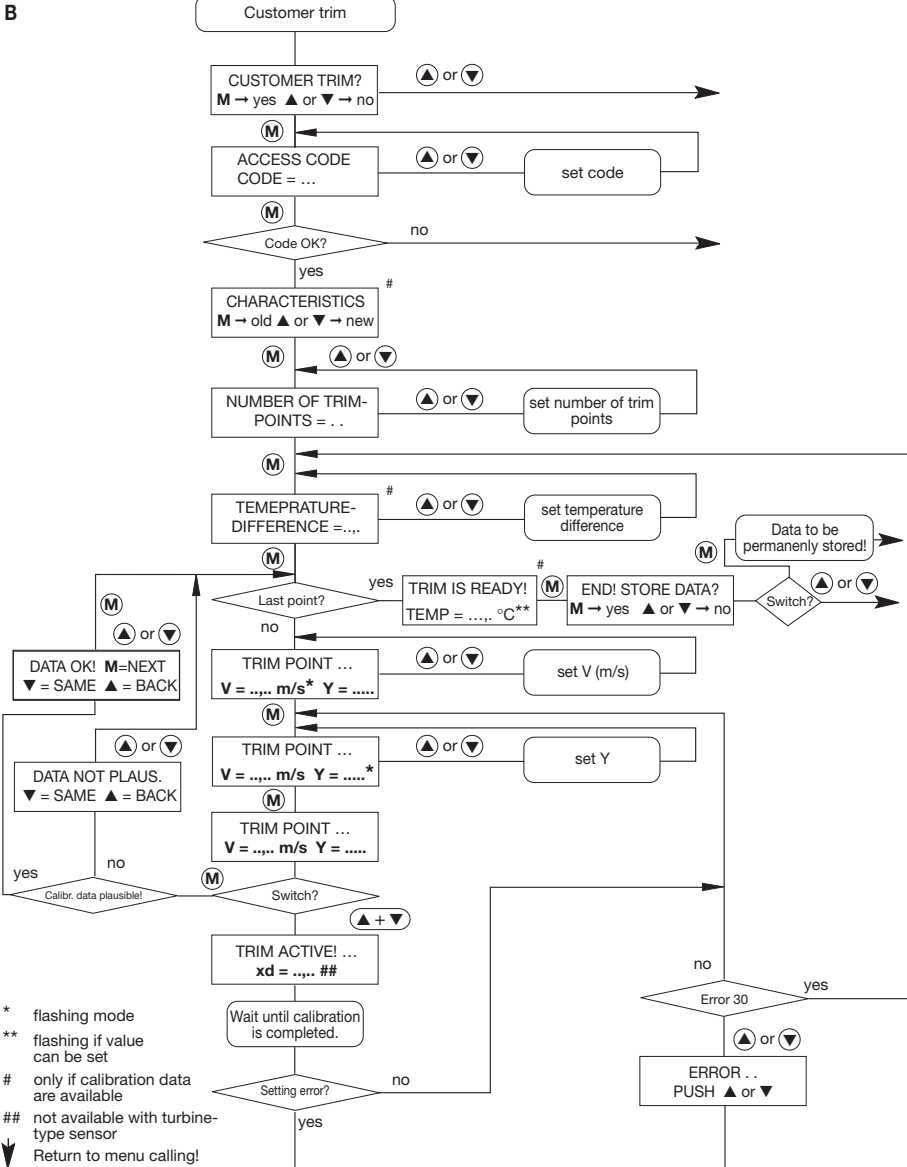 B
Customer trim
CUSTOMER TRIM?
M → yes ▲ or ▼ → no
▲ or ▼
M
ACCESS CODE
CODE = ...
▲ or ▼
set code
M
Code OK?
no
yes
#
CHARACTERISTICS
M → old ▲ or ▼ → new
M
▲ or ▼
NUMBER OF TRIM-
POINTS = . .
▲ or ▼
set number of trim
points
M
#
TEMEPRATURE-
DIFFERENCE =..,.
▲ or ▼
set temperature
difference
Data to be
permanenly stored!
M
M
Last point?
yes
TRIM IS READY!
TEMP = ...,. °C**
#
M
END! STORE DATA?
M → yes ▲ or ▼ → no
Switch?
▲ or ▼
no
M
▲ or ▼
DATA OK! M=NEXT
▼ = SAME ▲ = BACK
TRIM POINT ...
V = ..,.. m/s* Y = .....
▲ or ▼
set V (m/s)
M
▲ or ▼
DATA NOT PLAUS.
▼ = SAME ▲ = BACK
TRIM POINT ...
V = ..,.. m/s Y = .....*
▲ or ▼
set Y
M
TRIM POINT ...
V = ..,.. m/s Y = .....
yes
no
Calibr. data plausible!
M
Switch?
▲ + ▼
TRIM ACTIVE! ...
xd = ..,.. ##
Wait until calibration
is completed.
Setting error?
no
yes
no
Error 30
yes
▲ or ▼
ERROR . .
PUSH ▲ or ▼
* flashing mode
** flashing if value
can be set
# only if calibration data
are available
## not available with turbine-
type sensor
Return to menu calling!